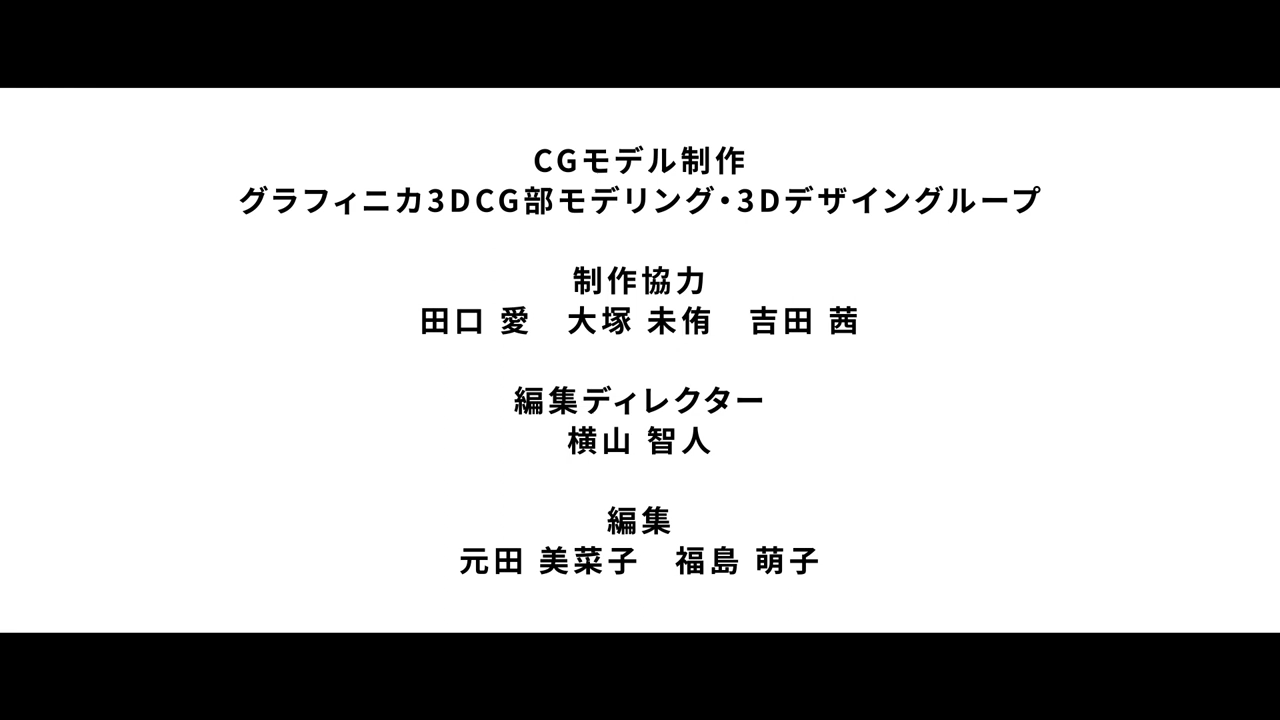 CGモデル制作
グラフィニカ3DCG部モデリング・3Dデザイングループ
制作協力
田口 愛　大塚 未侑　吉田 茜
編集ディレクター
横山 智人
編集
元田 美菜子　福島 萌子